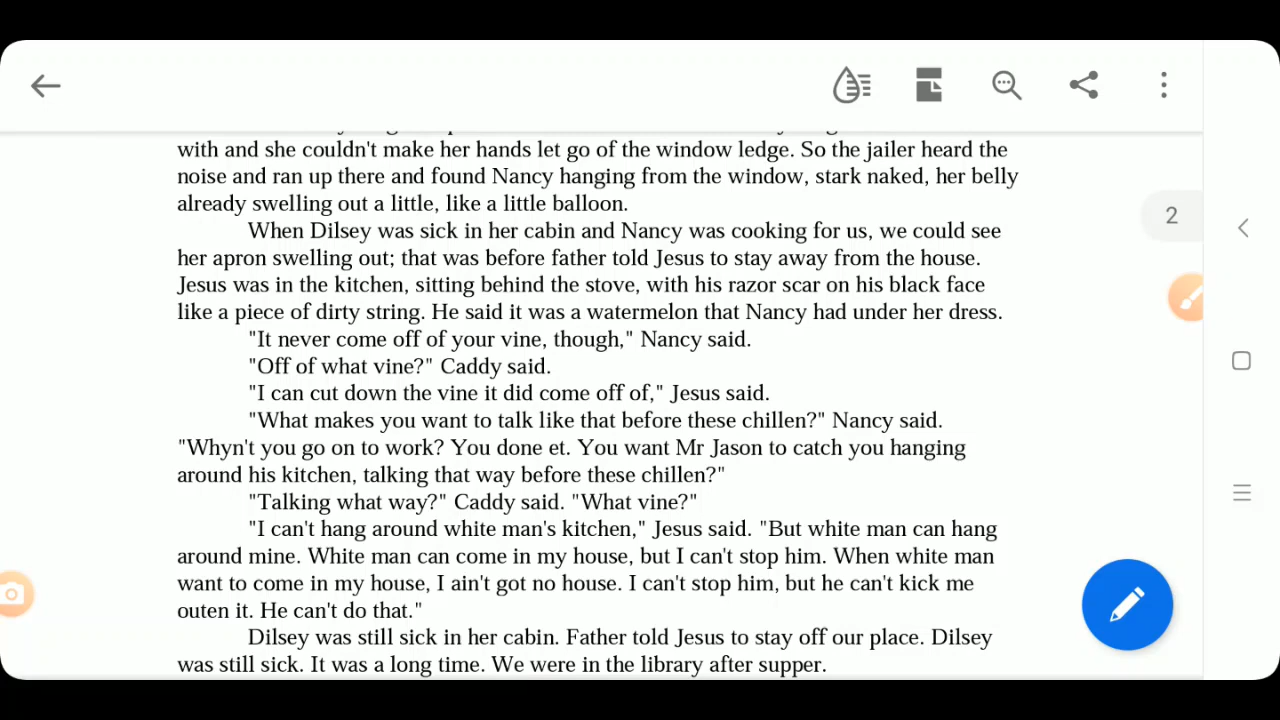 with and she couldn't make her hands let go of the window ledge. So the jailer heard the
noise and ran up there and found Nancy hanging from the window, stark naked, her belly
already swelling out a little, like a little balloon.
When Dilsey was sick in her cabin and Nancy was cooking for us, we could see
her apron swelling out; that was before father told Jesus to stay away from the house.
Jesus was in the kitchen, sitting behind the stove, with his razor scar on his black face
like a piece of dirty string. He said it was a watermelon that Nancy had under her dress.
"It never come off of your vine, though," Nancy said.
"Off of what vine?" Caddy said.
"I can cut down the vine it did come off of," Jesus said.
"What makes you want to talk like that before these chillen?" Nancy said.
"Whyn't you go on to work? You done et. You want Mr Jason to catch you hanging
around his kitchen, talking that way before these chillen?"
"Talking what way?" Caddy said. "What vine?"
"I can't hang around white man's kitchen," Jesus said. "But white man can hang
around mine. White man can come in my house, but I can't stop him. When white man
want to come in my house, I ain't got no house. I can't stop him, but he can't kick me
outen it. He can't do that."
Dilsey was still sick in her cabin. Father told Jesus to stay off our place. Dilsey
was still sick. It was a long time. We were in the library after supper.
2